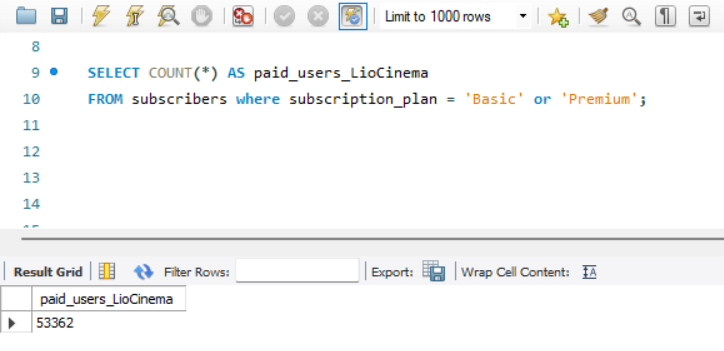 Limit to 1000 rows
8
9 SELECT COUNT(*) AS paid_users_LioCinema
10 FROM subscribers where subscription_plan = 'Basic' or 'Premium';
11
12
13
14
Result Grid Filter Rows: Export: Wrap Cell Content: IA
paid_users_LioCinema
53362